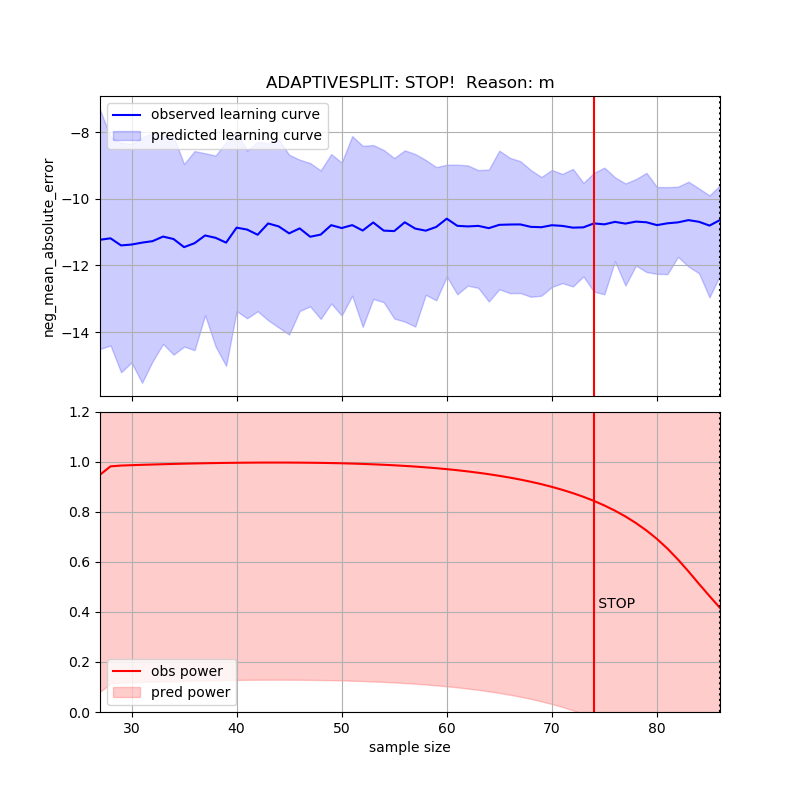 ADAPTIVESPLIT: STOP!  Reason: m
observed learning curve
predicted learning curve
neg_mean_absolute_error
−8
−10
−12
−14
1.2
1.0
0.8
0.6
0.4
0.2
0.0
STOP
obs power
pred power
30 40 50 60 70 80
sample size